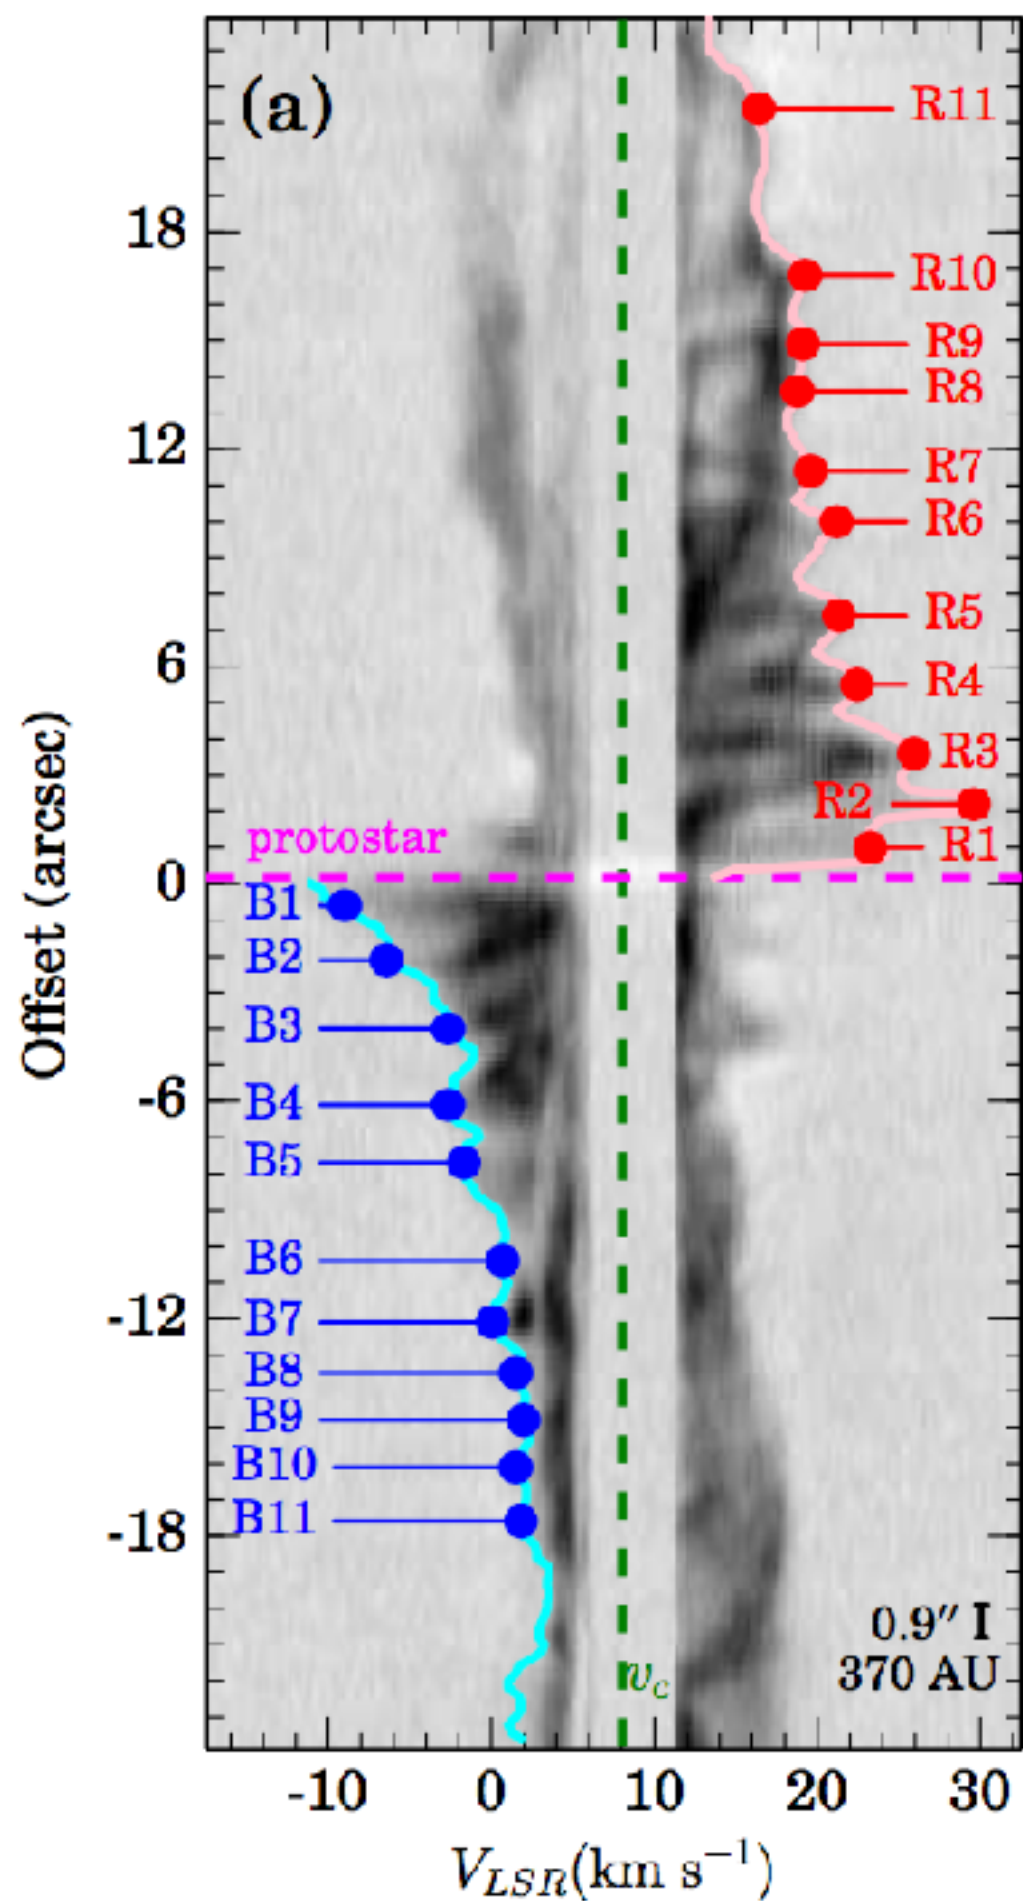 (a)
R11
18
R10
R9
R8
12
R7
R6
R5
6
R4
R3
R2
protostar
R1
0
B1
B2
B3
-6
B4
B5
B6
-12
B7
B8
B9
B10
B11
-18
0.9″ I
370 AU
v_c
Offset (arcsec)
-10 0 10 20 30
V_{LSR}(km s⁻¹)